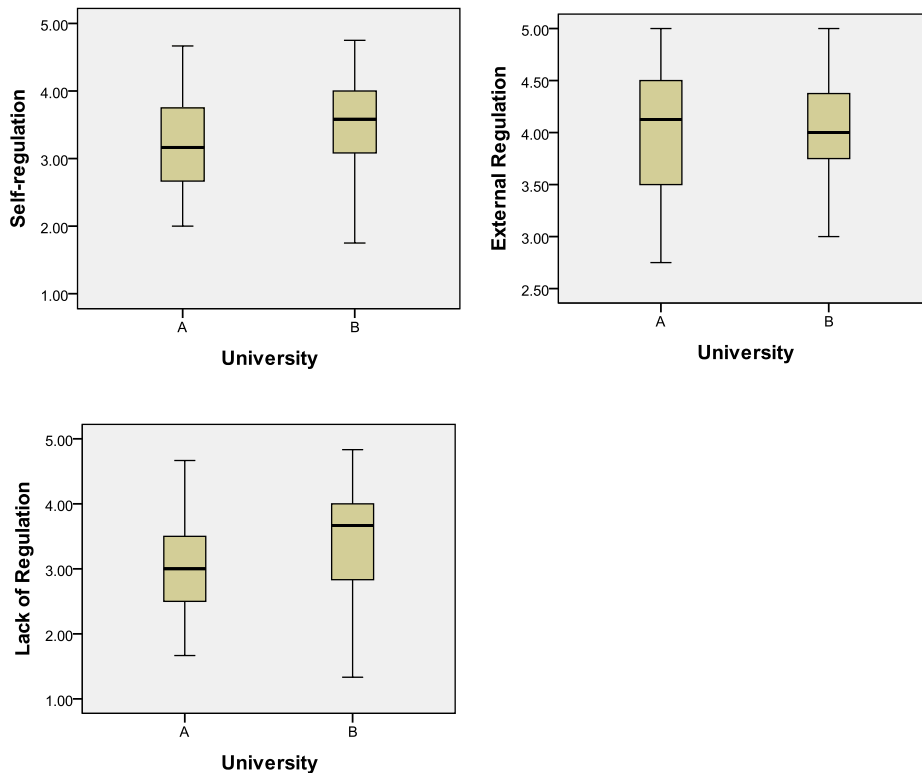 Self-regulation
5.00
4.00
3.00
2.00
1.00
A
B
University
External Regulation
5.00
4.50
4.00
3.50
3.00
2.50
A
B
University
Lack of Regulation
5.00
4.00
3.00
2.00
1.00
A
B
University